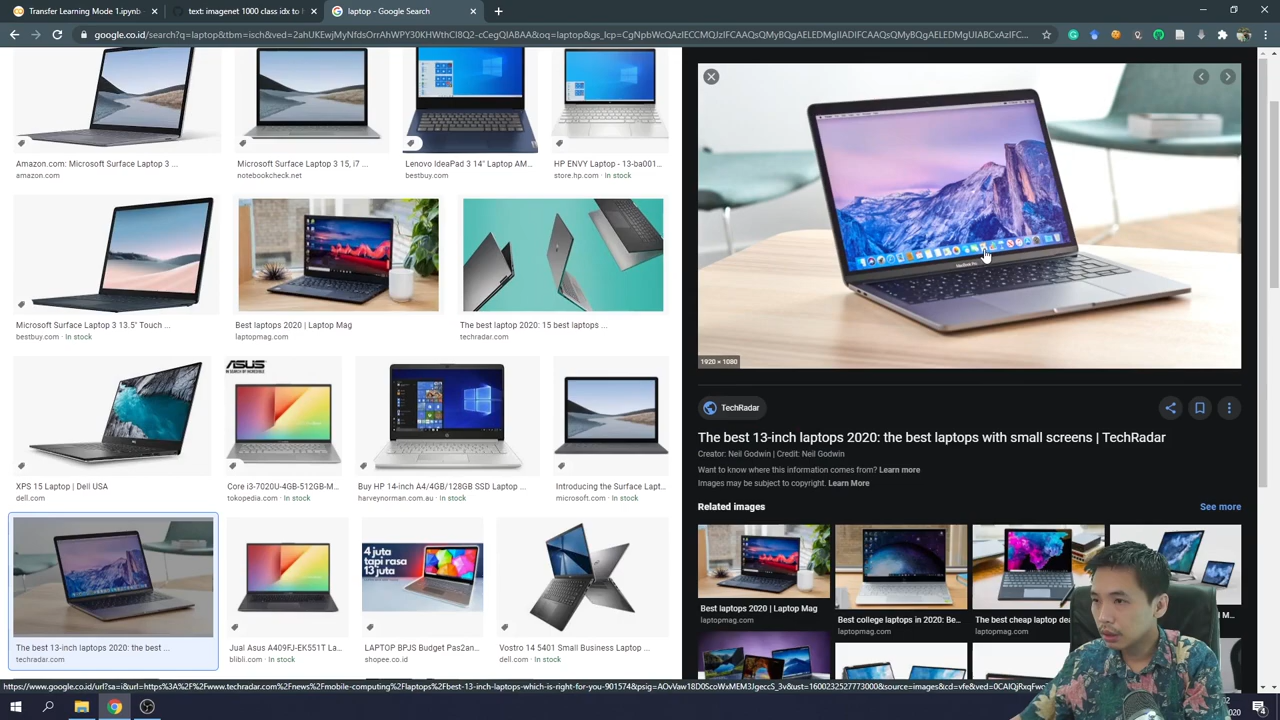 2 Transfer learning.ipynb
text imagenet 1000 class idx to
laptop - Google Search
google.co.id/search?q=laptop&tbm=isch&ved=2ahUKEwjMyNfdsOrrAhWPY30KHWthCI8Q2-cCegQIABAA&oq=laptop&gs_lcp=CgNpbWcQAzIECCMQJzIFCAAQsQMyBQgAELEDMgIIADIFCAAQsQMyBQgAELEDMgUIABCxAzIFC...
Amazon.com: Microsoft Surface Laptop 3 ...
amazon.com
Microsoft Surface Laptop 3 15, i7 ...
notebookcheck.net
Lenovo IdeaPad 3 14" Laptop AM...
bestbuy.com
HP ENVY Laptop - 13-ba001...
store.hp.com · In stock
Microsoft Surface Laptop 3 13.5" Touch ...
bestbuy.com · In stock
Best laptops 2020 | Laptop Mag
laptopmag.com
The best laptop 2020: 15 best laptops ...
techradar.com
ASUS
XPS 15 Laptop | Dell USA
dell.com
Core i3-7020U-4GB-512GB-M...
tokopedia.com · In stock
Buy HP 14-inch A4/4GB/128GB SSD Laptop ...
harveynorman.com.au · In stock
Introducing the Surface Lapt...
microsoft.com · In stock
4 juta
tapi rasa
13 juta
The best 13-inch laptops 2020: the best ...
techradar.com
Jual Asus A409FJ-EK551T La...
blibli.com · In stock
LAPTOP BPJS Budget Pas2an...
shopee.co.id
Vostro 14 5401 Small Business Laptop ...
dell.com · In stock
MacBook Pro
1920 × 1080
TechRadar
The best 13-inch laptops 2020: the best laptops with small screens | TechRadar
Creator: Neil Godwin | Credit: Neil Godwin
Want to know where this information comes from? Learn more
Images may be subject to copyright. Learn More
Related images
See more
Best laptops 2020 | Laptop Mag
laptopmag.com
Best college laptops in 2020: Be...
laptopmag.com
The best cheap laptop dea
laptopmag.com